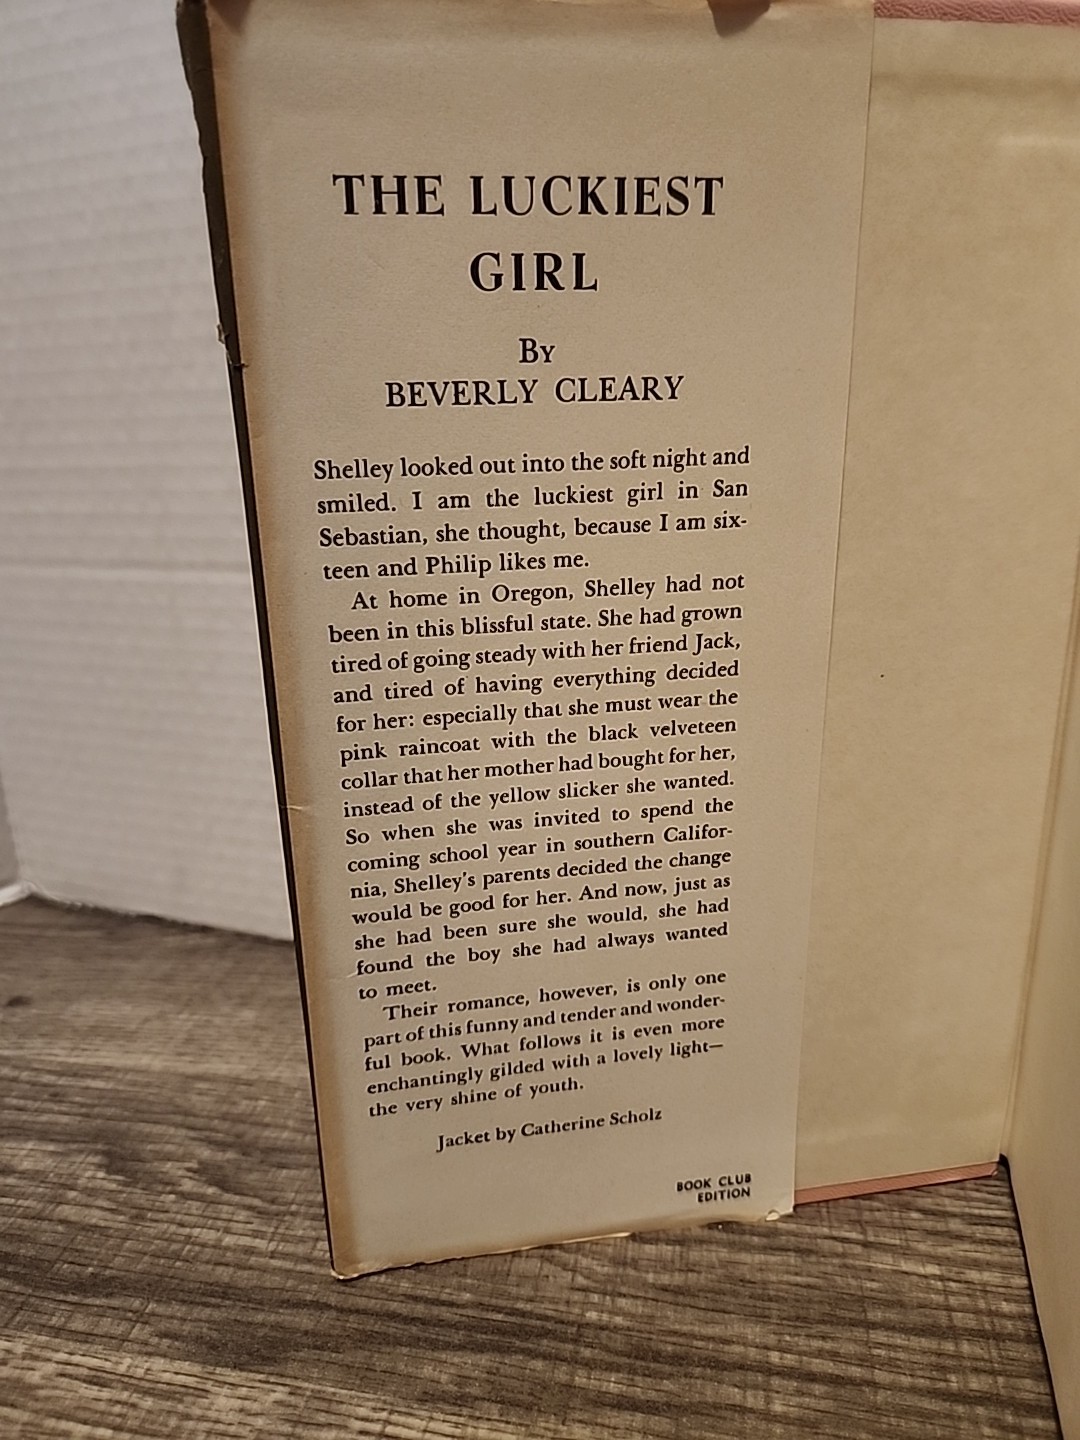 THE LUCKIEST
GIRL
By
BEVERLY CLEARY
Shelley looked out into the soft night and
smiled. I am the luckiest girl in San
Sebastian, she thought, because I am six-
teen and Philip likes me.
At home in Oregon, Shelley had not
been in this blissful state. She had grown
tired of going steady with her friend Jack,
and tired of having everything decided
for her: especially that she must wear the
pink raincoat with the black velveteen
collar that her mother had bought for her,
instead of the yellow slicker she wanted.
So when she was invited to spend the
coming school year in southern Califor-
nia, Shelley's parents decided the change
would be good for her. And now, just as
she had been sure she would, she had
found the boy she had always wanted
to meet.
Their romance, however, is only one
part of this funny and tender and wonder-
ful book. What follows it is even more
enchantingly gilded with a lovely light—
the very shine of youth.
Jacket by Catherine Scholz
BOOK CLUB
EDITION